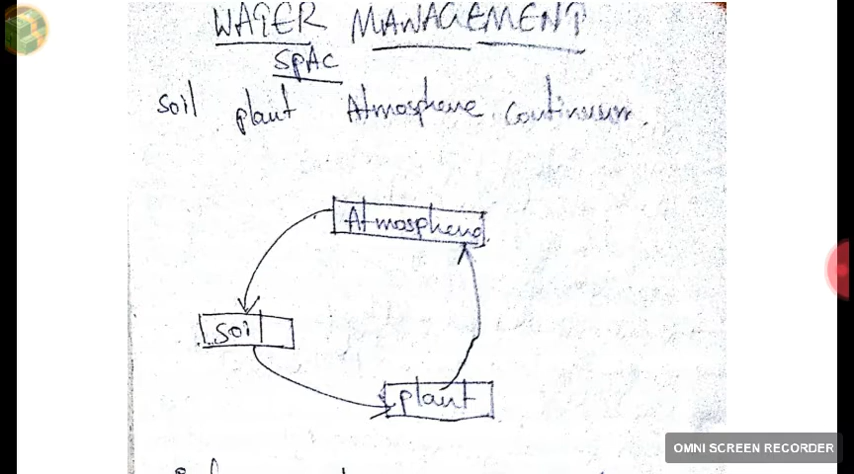 WATER MANAGEMENT
SPAC
soil plant Atmosphere continuum.
Atmosphere
soil
plant
OMNI SCREEN RECORDER